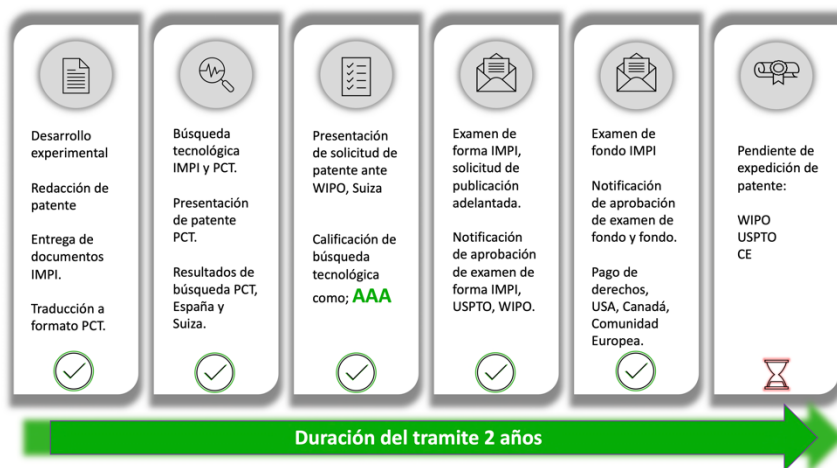 Desarrollo
experimental
Redacción de
patente
Entrega de
documentos
IMPI.
Traducción a
formato PCT.
Búsqueda
tecnológica
IMPI y PCT.
Presentación
de patente
PCT.
Resultados de
búsqueda PCT,
España y
Suiza.
Presentación
de solicitud de
patente ante
WIPO, Suiza
Calificación de
búsqueda
tecnológica
como; AAA
Examen de
forma IMPI,
solicitud de
publicación
adelantada.
Notificación
de aprobación
de examen de
forma IMPI,
USPTO, WIPO.
Examen de
fondo IMPI
Notificación
de aprobación
de examen de
fondo y fondo.
Pago de
derechos,
USA, Canadá,
Comunidad
Europea.
Pendiente de
expedición de
patente:
WIPO
USPTO
CE
Duración del tramite 2 años